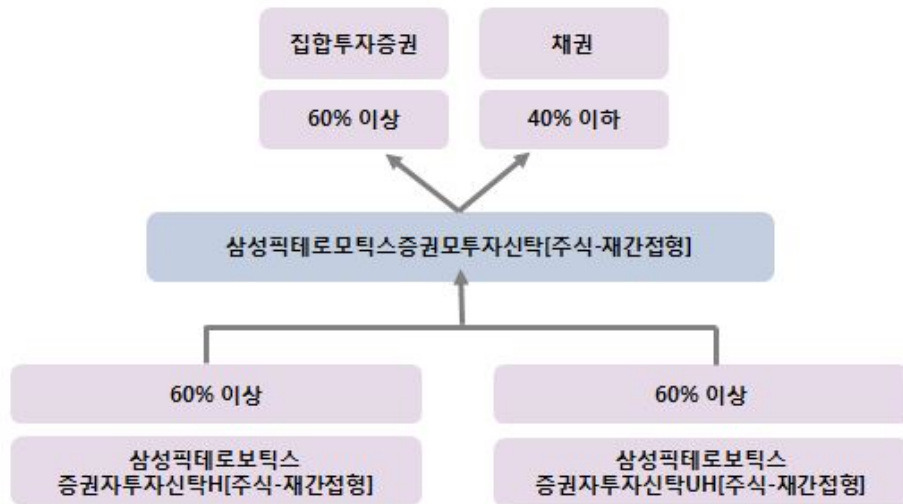 집합투자증권
채권
60% 이상
40% 이하
삼성픽테로모틱스증권모투자신탁[주식-재간접형]
60% 이상
60% 이상
삼성픽테로보틱스
증권자투자신탁H[주식-재간접형]
삼성픽테로보틱스
증권자투자신탁UH[주식-재간접형]